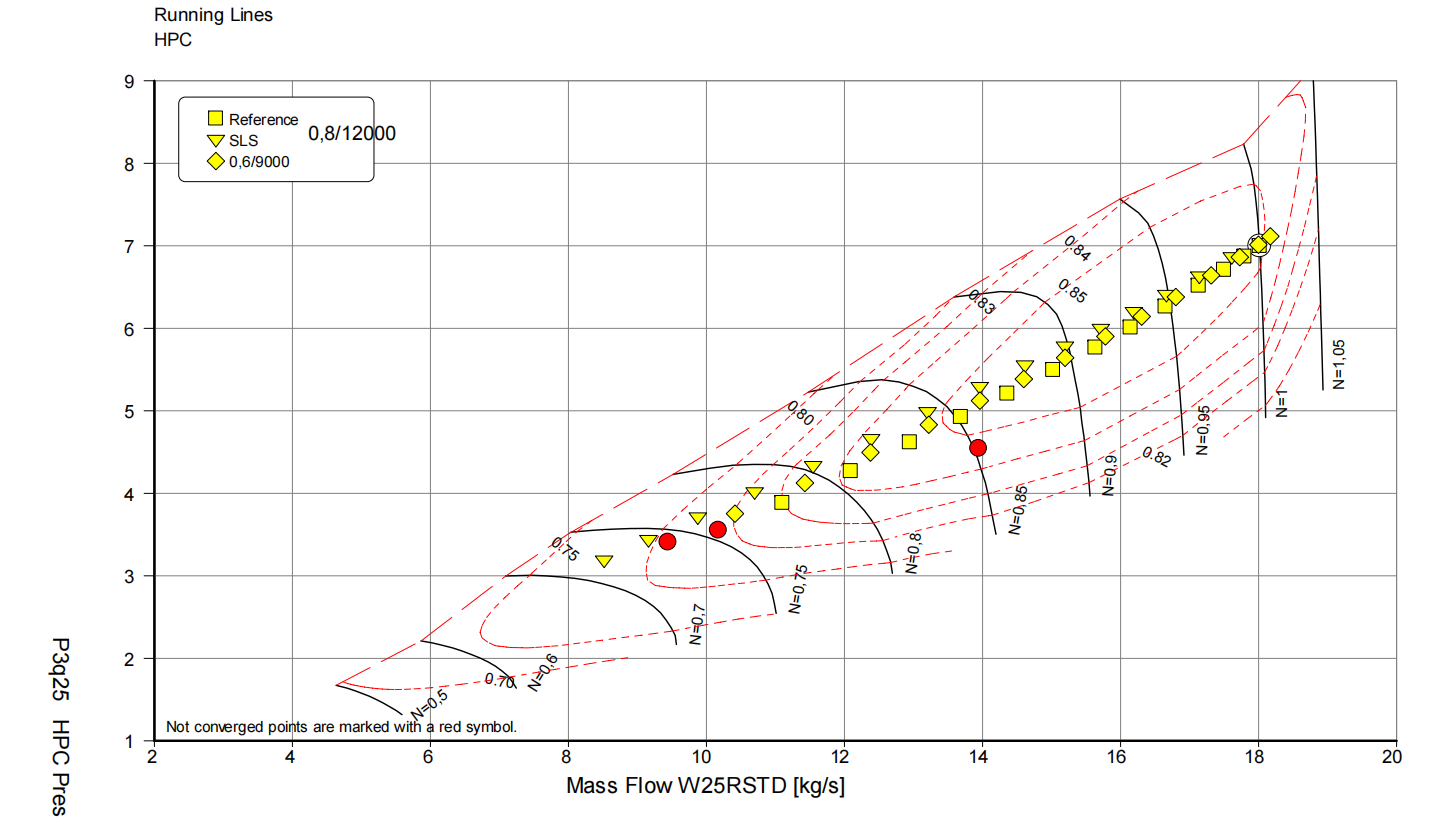 Running Lines
HPC
9
8
7
6
5
4
3
2
1
Reference
SLS
0,6/9000
0,8/12000
0.84
0.85
0.83
0.80
0.75
0.70
0.82
N=0,5
N=0,6
N=0,7
N=0,75
N=0,8
N=0,85
N=0,9
N=0,95
N=1
N=1,05
Not converged points are marked with a red symbol.
2 4 6 8 10 12 14 16 18 20
Mass Flow W25RSTD [kg/s]
P3q25 HPC Pres